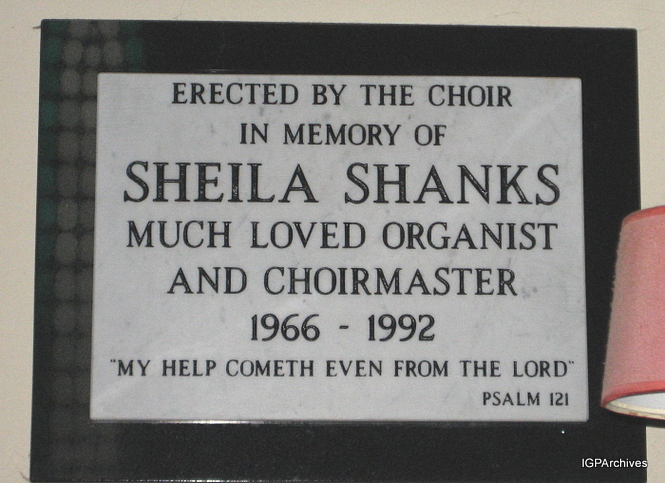 ERECTED BY THE CHOIR
IN MEMORY OF
SHEILA SHANKS
MUCH LOVED ORGANIST
AND CHOIRMASTER
1966 - 1992
"MY HELP COMETH EVEN FROM THE LORD"
PSALM 121
IGPArchives